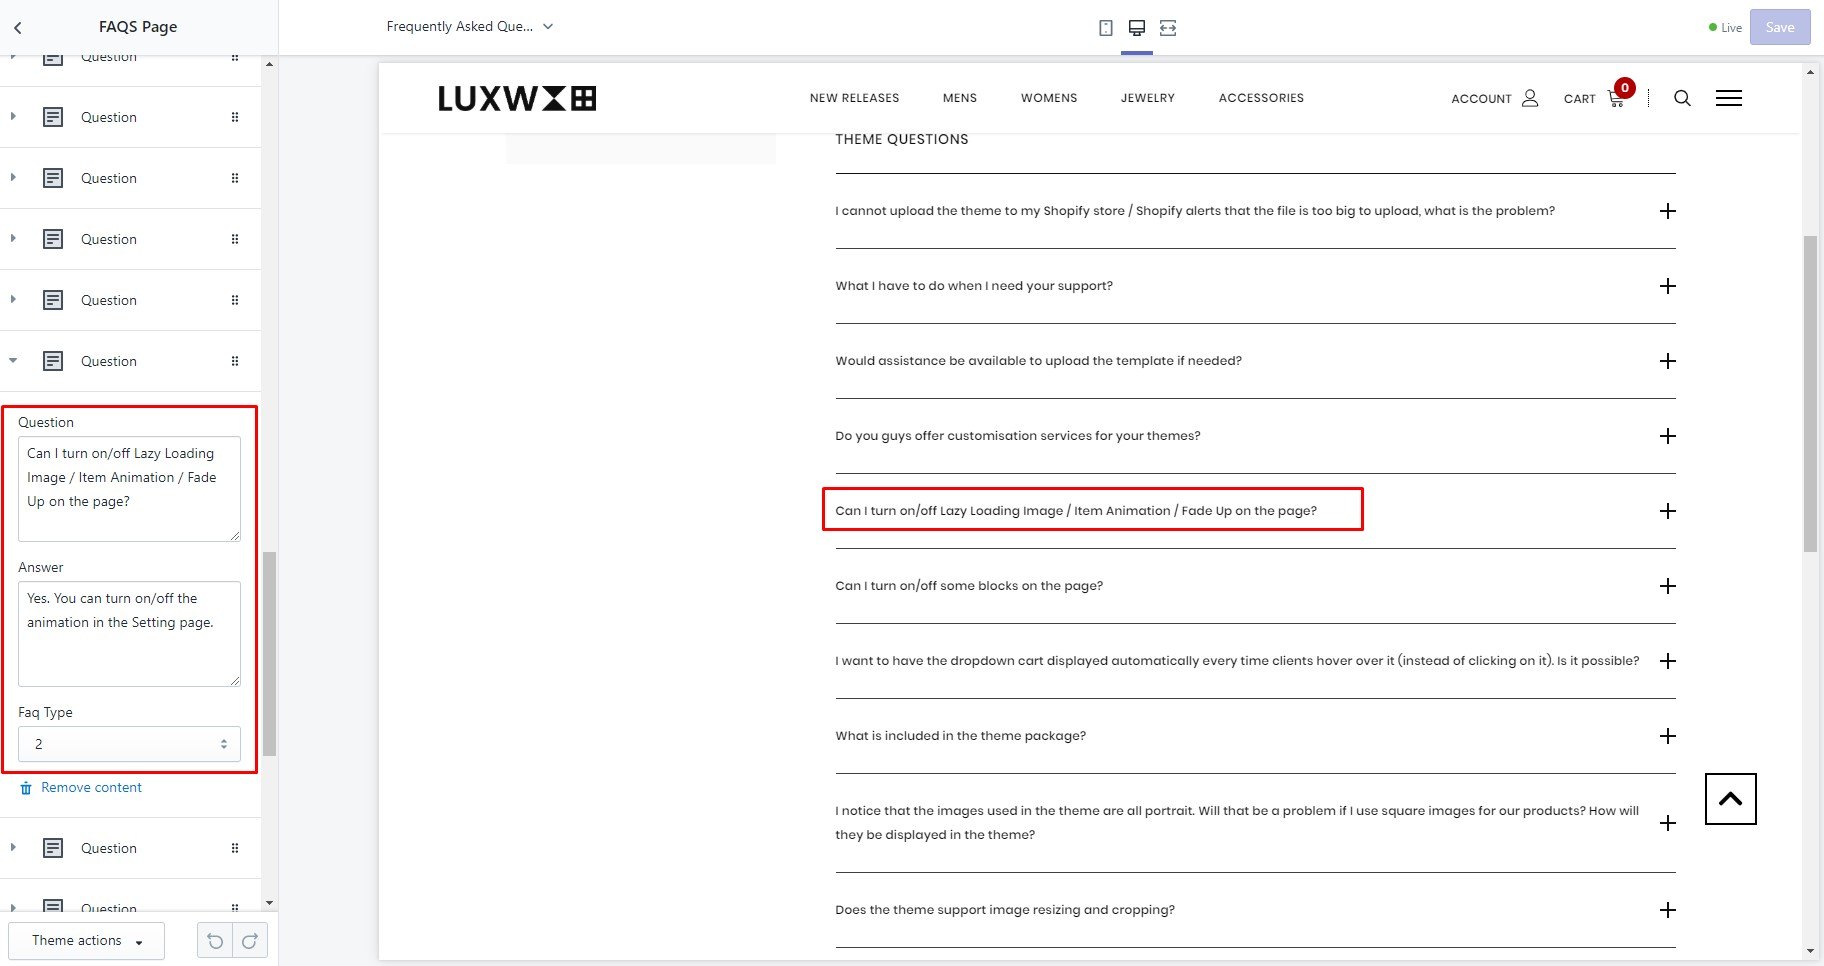 FAQS Page
Frequently Asked Que...
Live
Save
Question
Question
Question
Question
Question
Question
Question
Can I turn on/off Lazy Loading
Image / Item Animation / Fade
Up on the page?
Answer
Yes. You can turn on/off the
animation in the Setting page.
Faq Type
2
Remove content
Question
Question
Theme actions
LUXW
NEW RELEASES
MENS
WOMENS
JEWELRY
ACCESSORIES
ACCOUNT
CART
0
THEME QUESTIONS
I cannot upload the theme to my Shopify store / Shopify alerts that the file is too big to upload, what is the problem?
What I have to do when I need your support?
Would assistance be available to upload the template if needed?
Do you guys offer customisation services for your themes?
Can I turn on/off Lazy Loading Image / Item Animation / Fade Up on the page?
Can I turn on/off some blocks on the page?
I want to have the dropdown cart displayed automatically every time clients hover over it (instead of clicking on it). Is it possible?
What is included in the theme package?
I notice that the images used in the theme are all portrait. Will that be a problem if I use square images for our products? How will
they be displayed in the theme?
Does the theme support image resizing and cropping?